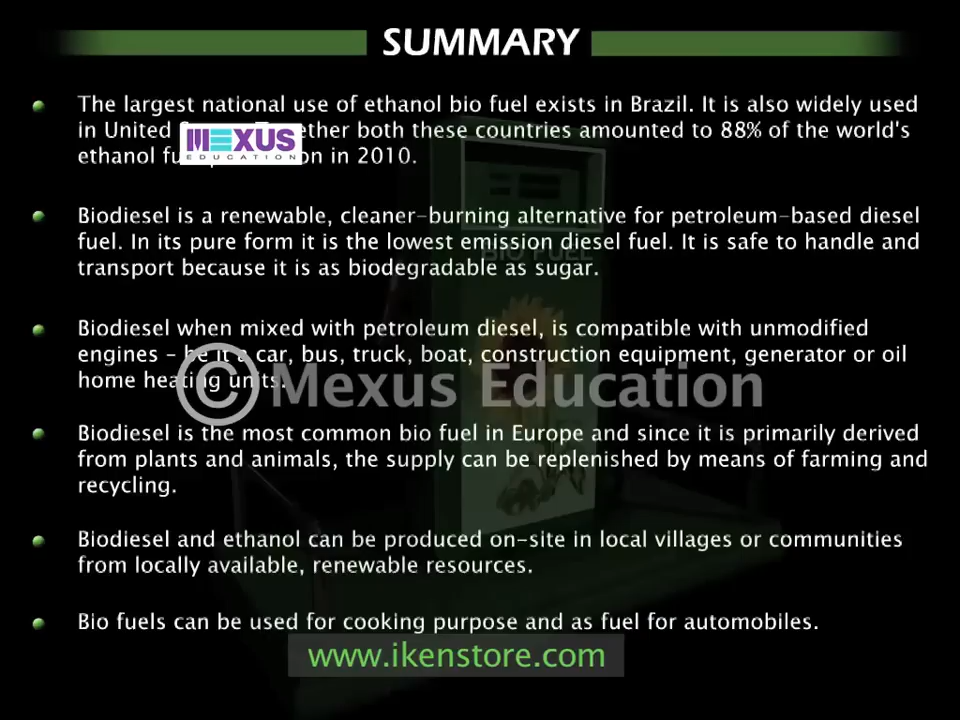 SUMMARY
The largest national use of ethanol bio fuel exists in Brazil. It is also widely used
in United both these countries amounted to 88% of the world's
ethanol in 2010.
MEXUS
EDUCATION
Biodiesel is a renewable, cleaner-burning alternative for petroleum-based diesel
fuel. In its pure form it is the lowest emission diesel fuel. It is safe to handle and
transport because it is as biodegradable as sugar.
BIO FUEL
Biodiesel when mixed with petroleum diesel, is compatible with unmodified
engines - be it a car, bus, truck, boat, construction equipment, generator or oil
home heating units.
© Mexus Education
Biodiesel is the most common bio fuel in Europe and since it is primarily derived
from plants and animals, the supply can be replenished by means of farming and
recycling.
Biodiesel and ethanol can be produced on-site in local villages or communities
from locally available, renewable resources.
Bio fuels can be used for cooking purpose and as fuel for automobiles.
www.ikenstore.com